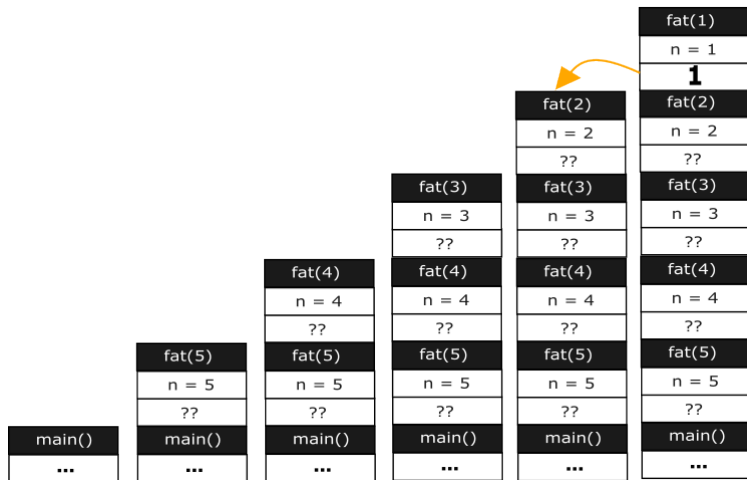 fat(1)
n = 1
1
fat(2) fat(2)
n = 2 n = 2
?? ??
fat(3) fat(3) fat(3)
n = 3 n = 3 n = 3
?? ?? ??
fat(4) fat(4) fat(4) fat(4)
n = 4 n = 4 n = 4 n = 4
?? ?? ?? ??
fat(5) fat(5) fat(5) fat(5) fat(5)
n = 5 n = 5 n = 5 n = 5 n = 5
?? ?? ?? ?? ??
main() main() main() main() main() main()
... ... ... ... ... ...